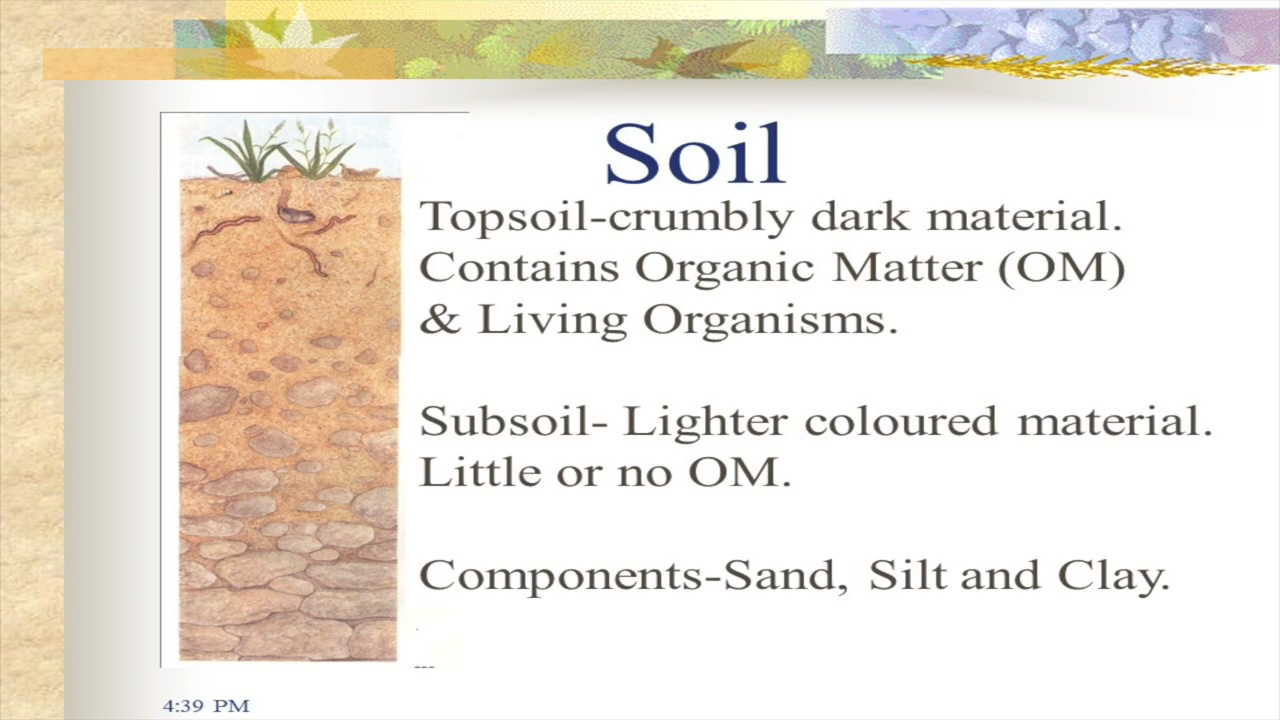 Soil
Topsoil-crumbly dark material.
Contains Organic Matter (OM)
& Living Organisms.
Subsoil- Lighter coloured material.
Little or no OM.
Components-Sand, Silt and Clay.
4:39 PM